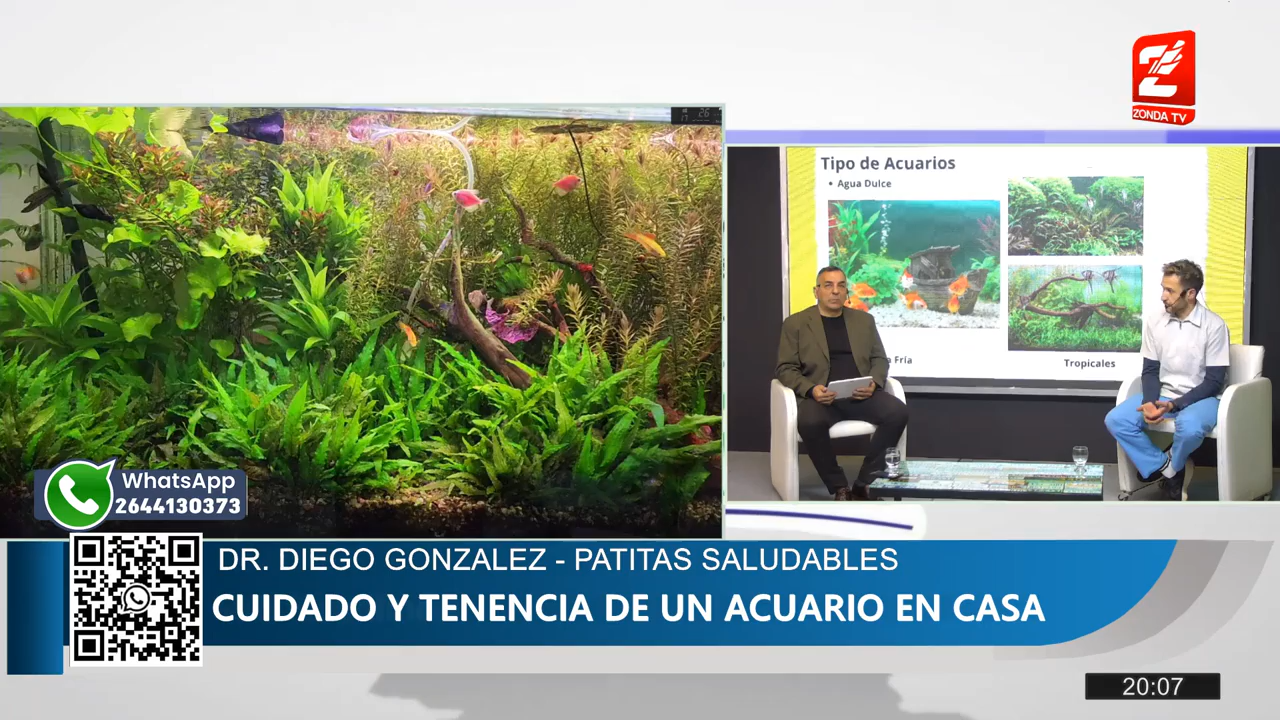 ZONDA TV
Tipo de Acuarios
• Agua Dulce
Fría
Tropicales
WhatsApp
2644130373
DR. DIEGO GONZALEZ - PATITAS SALUDABLES
CUIDADO Y TENENCIA DE UN ACUARIO EN CASA
20:07